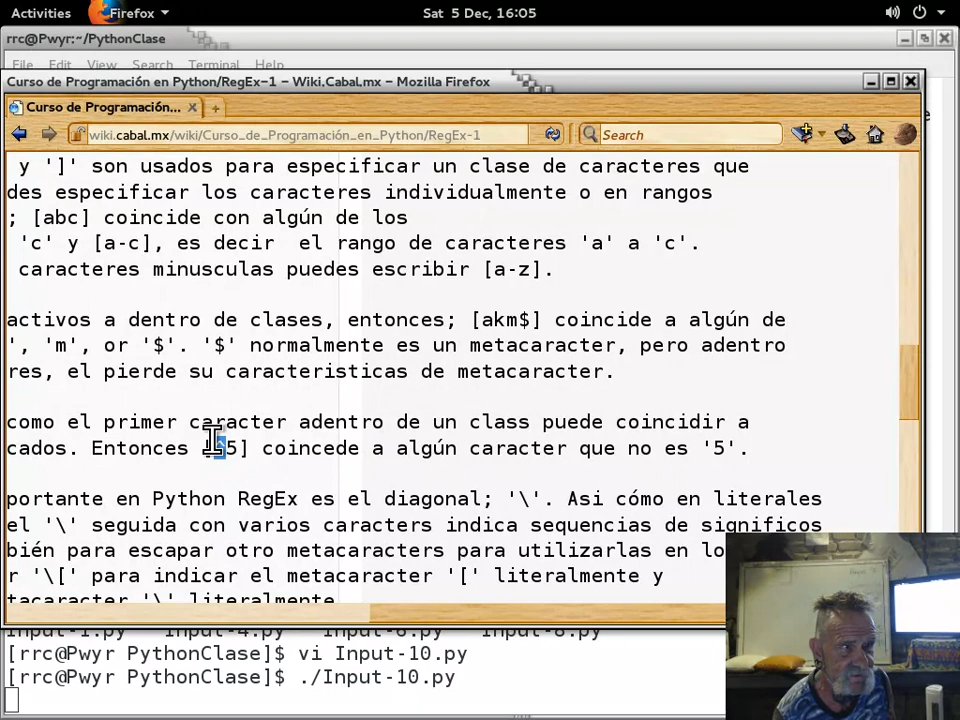 Activities Firefox Sat 5 Dec, 16:05
rrc@Pwyr:~/PythonClase
File Edit View Search Terminal Help
Curso de Programación en Python/RegEx-1 - Wiki.Cabal.mx - Mozilla Firefox
Curso de Programación...
wiki.cabal.mx/wiki/Curso_de_Programación_en_Python/RegEx-1 Search
y ']' son usados para especificar un clase de caracteres que
des especificar los caracteres individualmente o en rangos
; [abc] coincide con algún de los
'c' y [a-c], es decir el rango de caracteres 'a' a 'c'.
caracteres minusculas puedes escribir [a-z].
activos a dentro de clases, entonces; [akm$] coincide a algún de
', 'm', or '$'. '$' normalmente es un metacaracter, pero adentro
res, el pierde su caracteristicas de metacaracter.
como el primer caracter adentro de un class puede coincidir a
cados. Entonces [^5] coincede a algún caracter que no es '5'.
portante en Python RegEx es el diagonal; '\'. Asi cómo en literales
el '\' seguida con varios caracters indica sequencias de significos
bién para escapar otro metacaracters para utilizarlas en lo
r '\[' para indicar el metacaracter '[' literalmente y
tacaracter '\' literalmente
Input-1.py Input-4.py Input-6.py Input-8.py
[rrc@Pwyr PythonClase]$ vi Input-10.py
[rrc@Pwyr PythonClase]$ ./Input-10.py